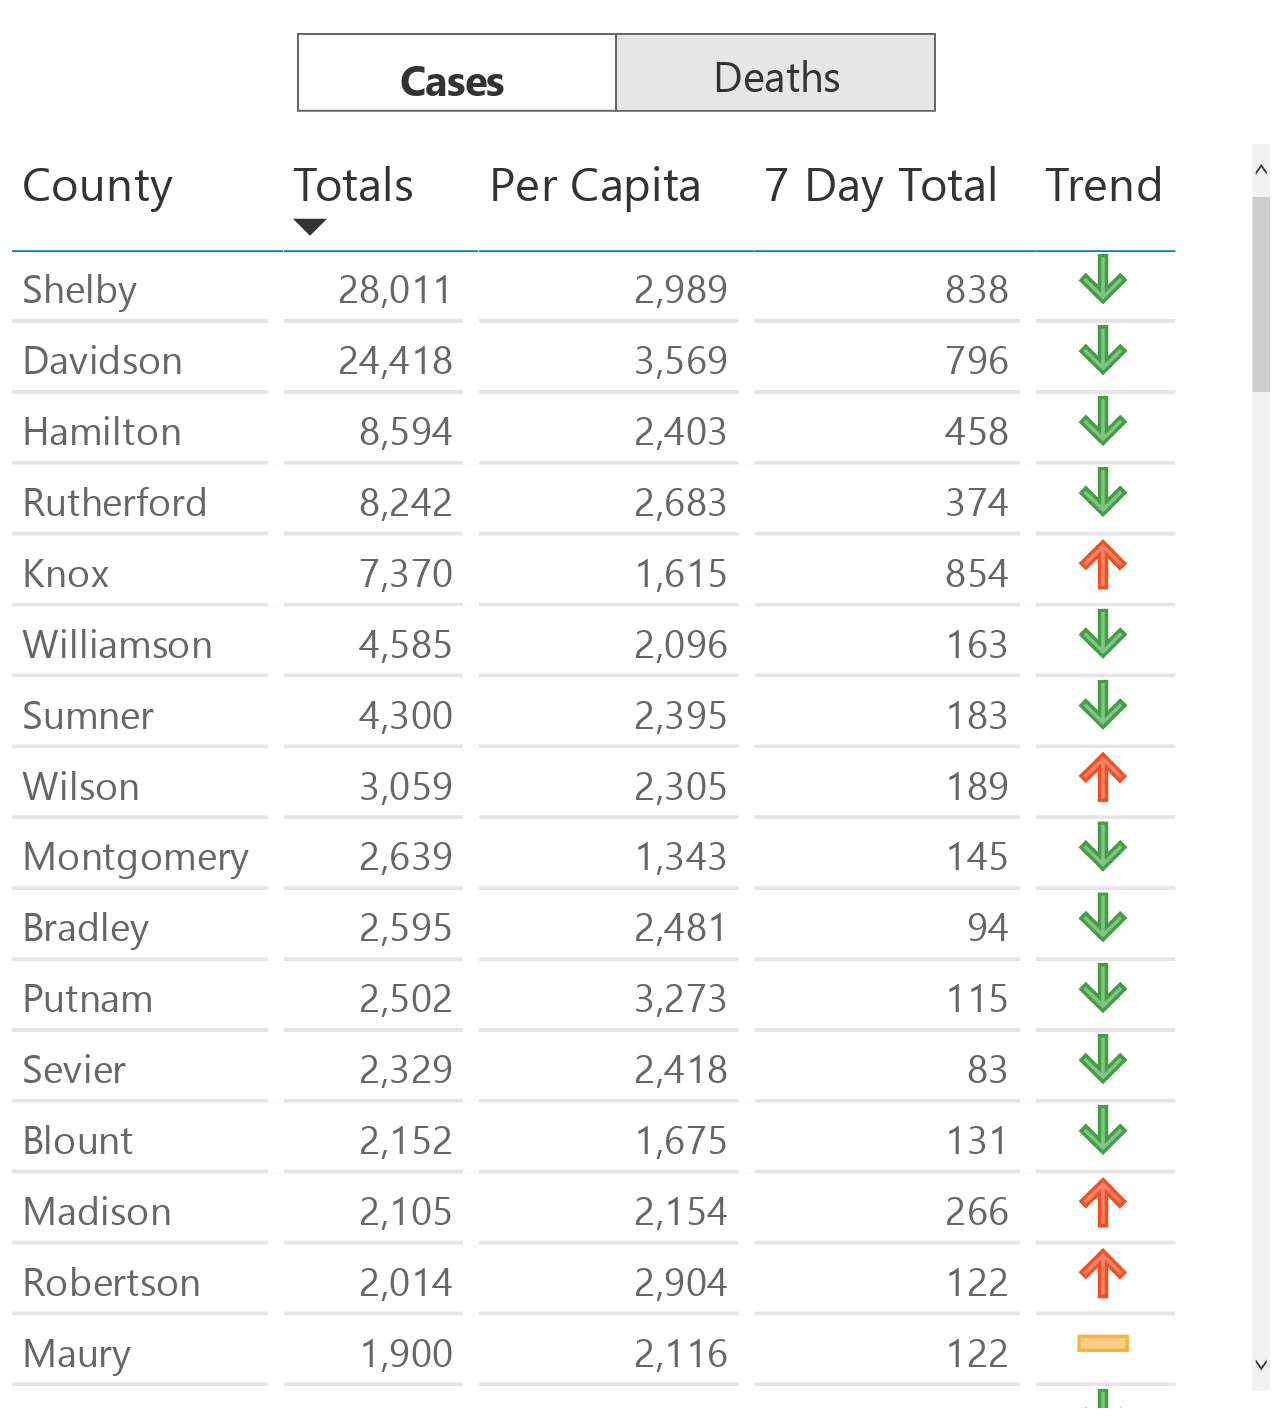 Cases Deaths
County Totals Per Capita 7 Day Total Trend
Shelby 28,011 2,989 838
Davidson 24,418 3,569 796
Hamilton 8,594 2,403 458
Rutherford 8,242 2,683 374
Knox 7,370 1,615 854
Williamson 4,585 2,096 163
Sumner 4,300 2,395 183
Wilson 3,059 2,305 189
Montgomery 2,639 1,343 145
Bradley 2,595 2,481 94
Putnam 2,502 3,273 115
Sevier 2,329 2,418 83
Blount 2,152 1,675 131
Madison 2,105 2,154 266
Robertson 2,014 2,904 122
Maury 1,900 2,116 122